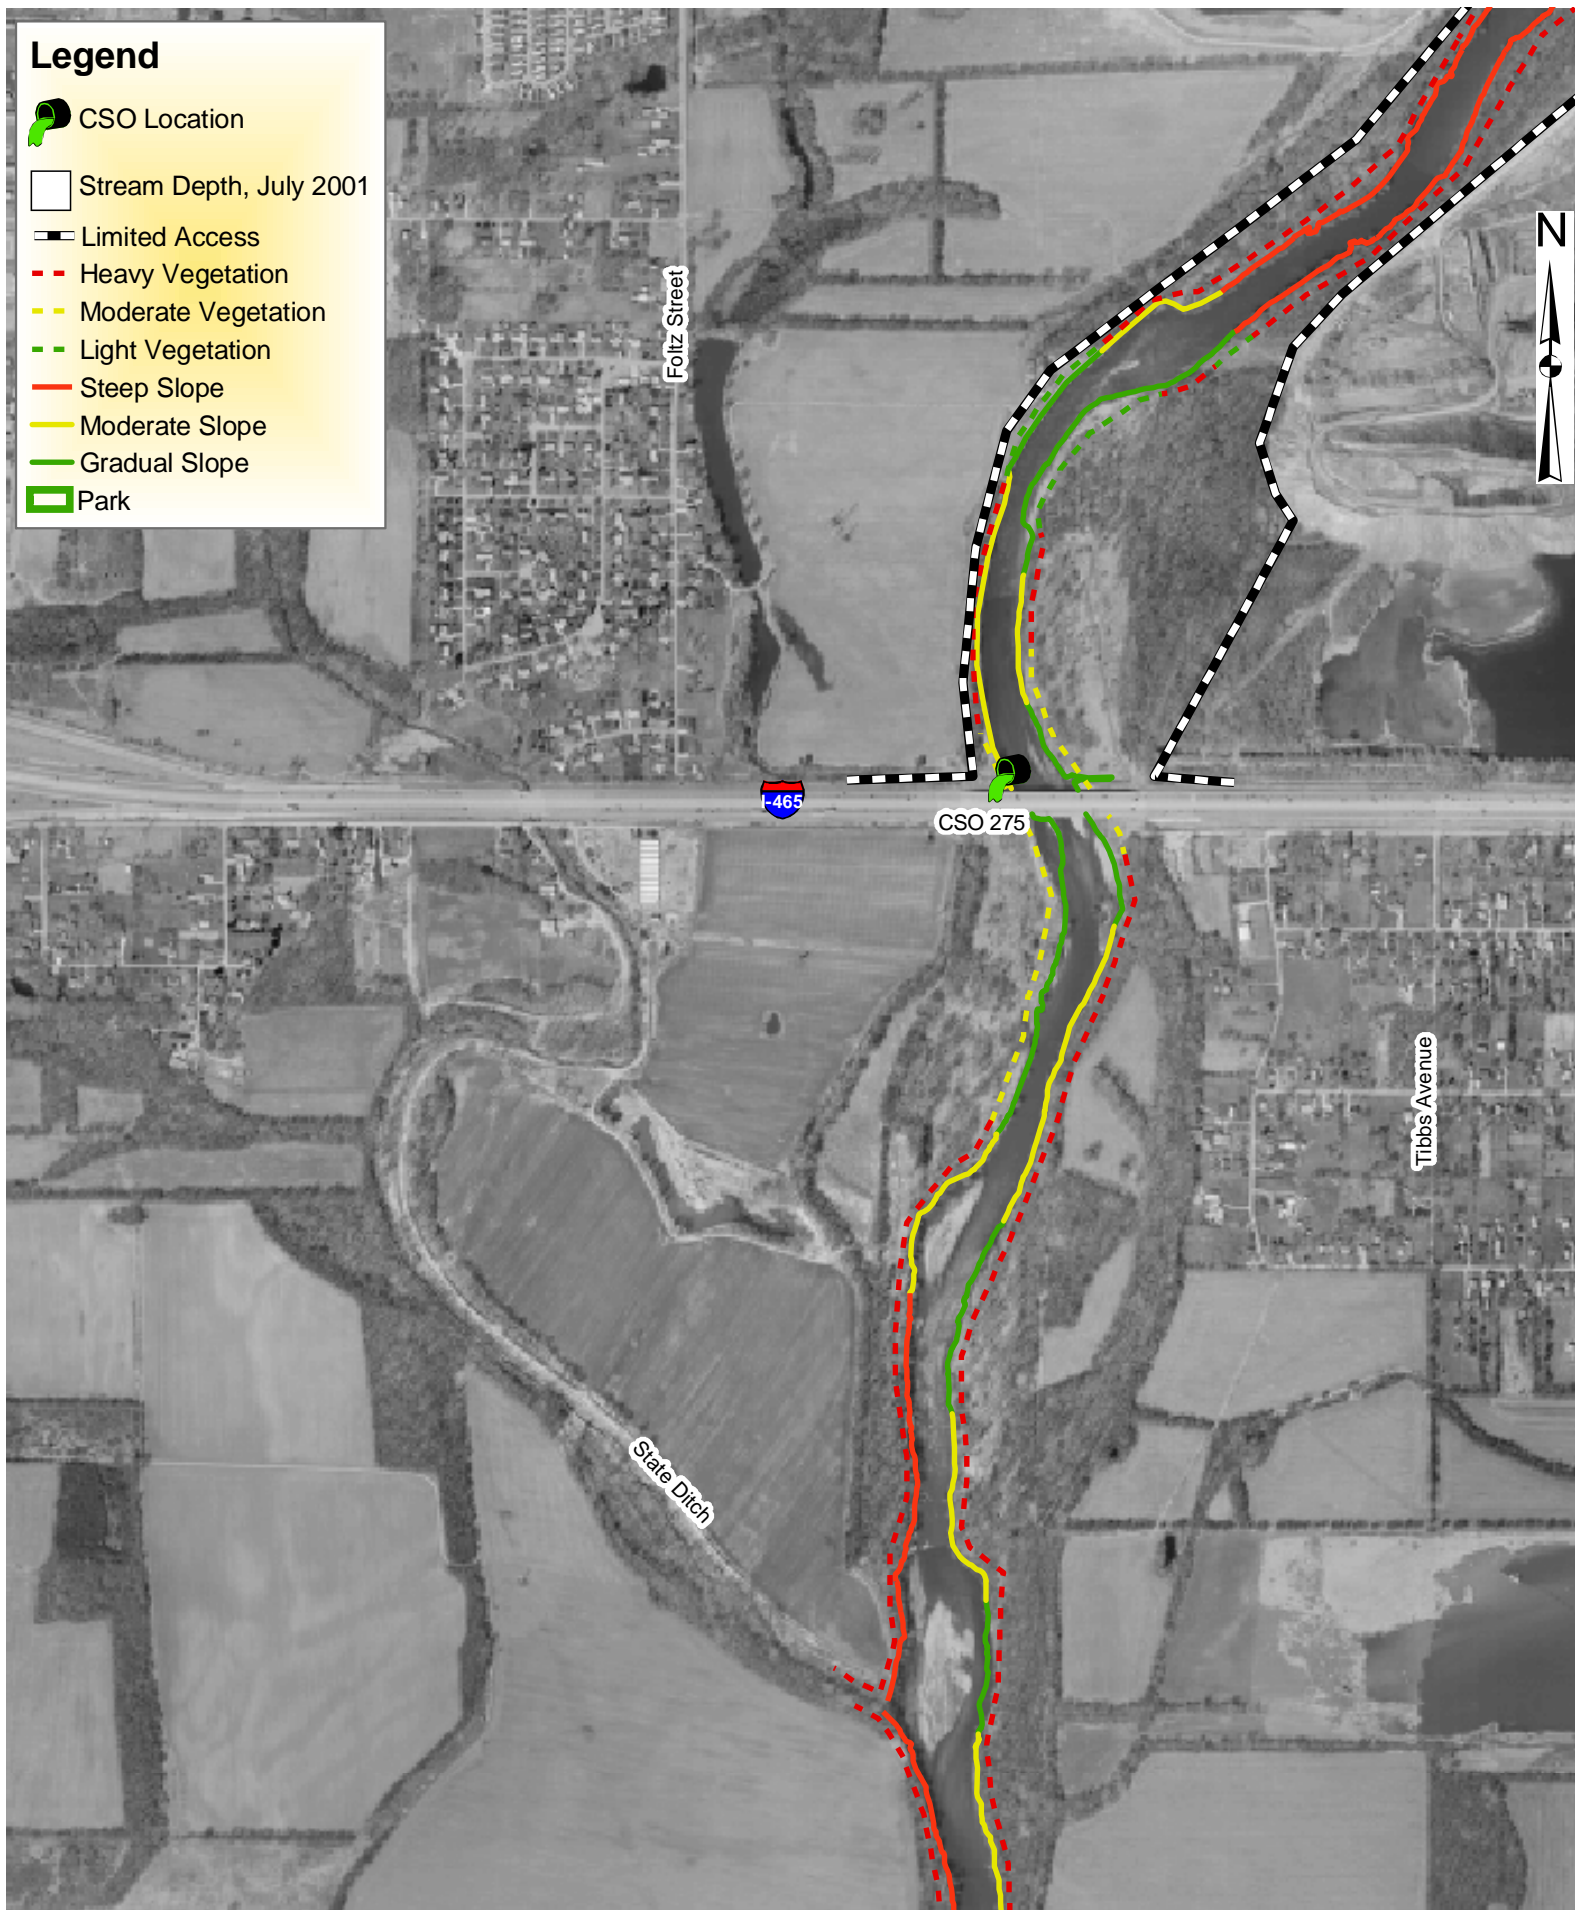 Legend
CSO Location
Stream Depth, July 2001
Limited Access
Heavy Vegetation
Moderate Vegetation
Light Vegetation
Steep Slope
Moderate Slope
Gradual Slope
Park
N
Foltz Street
I-465
CSO 275
Tibbs Avenue
State Ditch